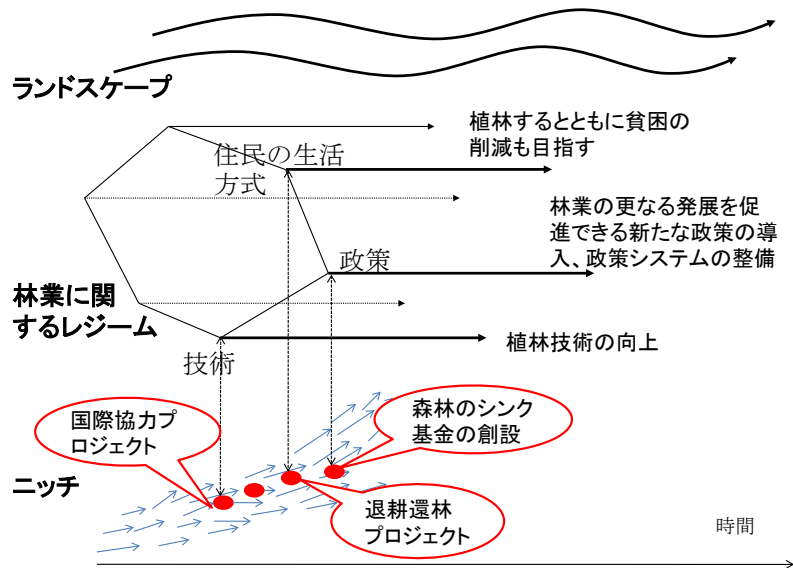 ランドスケープ
植林するとともに貧困の
削減も目指す
住民の生活
方式
林業の更なる発展を促
進できる新たな政策の導
入、政策システムの整備
政策
林業に関
するレジーム
植林技術の向上
技術
国際協力プ
ロジェクト
森林のシンク
基金の創設
ニッチ
退耕還林
プロジェクト
時間